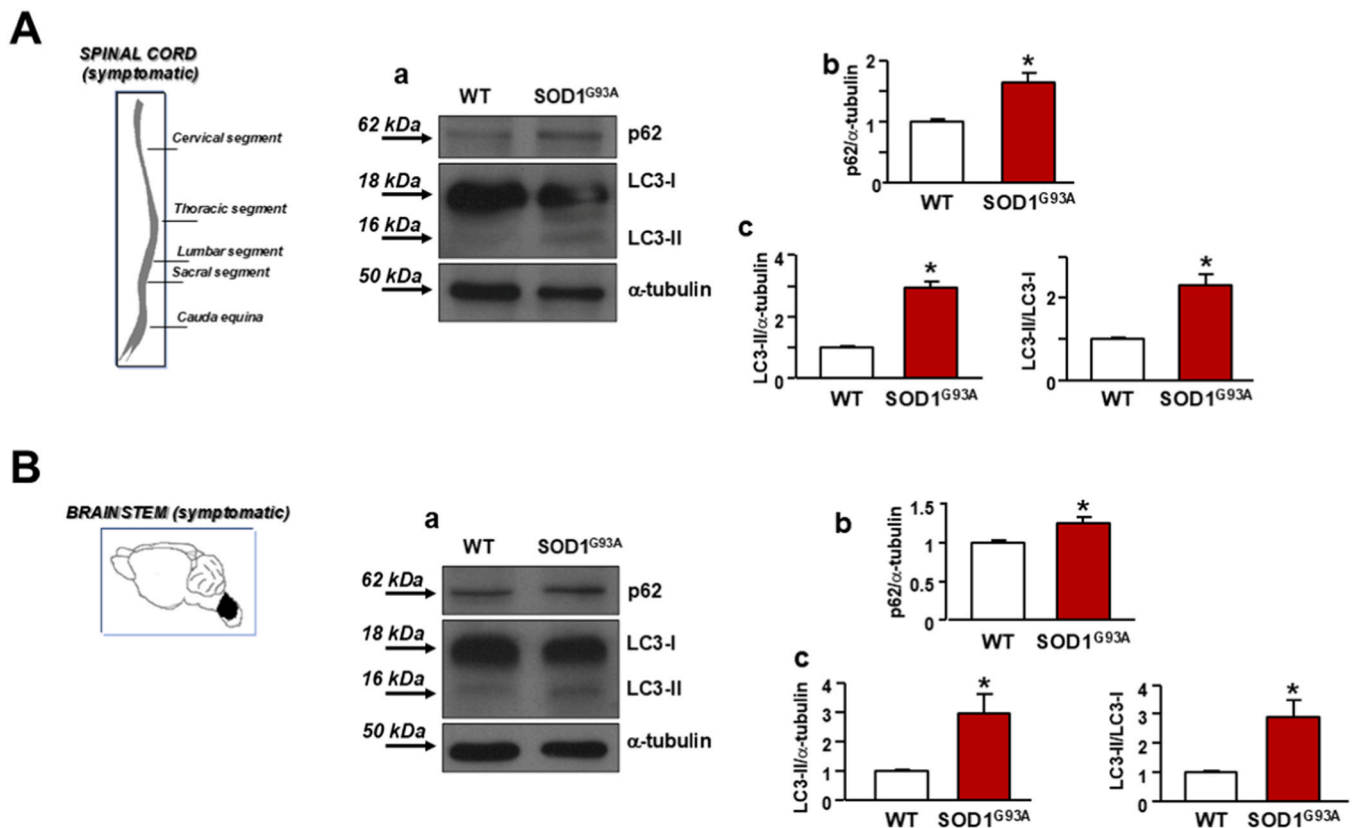 A
SPINAL CORD
(symptomatic)
Cervical segment
Thoracic segment
Lumbar segment
Sacral segment
Cauda equina
a
WT SOD1G93A
62 kDa p62
18 kDa LC3-I
16 kDa LC3-II
50 kDa α-tubulin
b
p62/α-tubulin
2
1
0
*
WT SOD1G93A
c
LC3-II/α-tubulin
4
2
0
*
WT SOD1G93A
LC3-II/LC3-I
2
0
*
WT SOD1G93A
B
BRAINSTEM (symptomatic)
a
WT SOD1G93A
62 kDa p62
18 kDa LC3-I
16 kDa LC3-II
50 kDa α-tubulin
b
p62/α-tubulin
1.5
1
0.5
0
*
WT SOD1G93A
c
LC3-II/α-tubulin
4
3
2
1
0
*
WT SOD1G93A
LC3-II/LC3-I
4
3
2
1
0
*
WT SOD1G93A